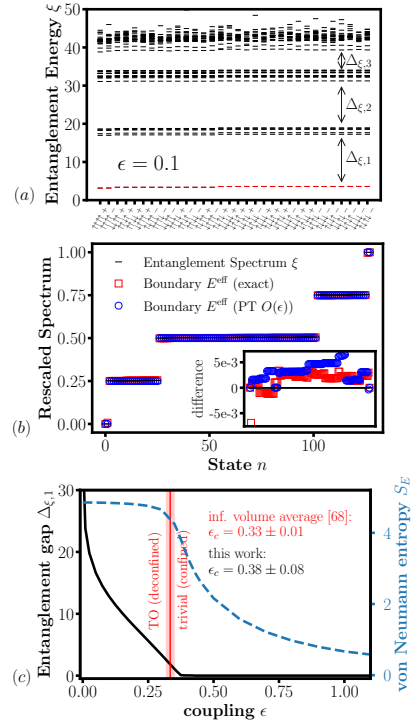 50
40
30
20
10
0
Entanglement Energy ξ
Δξ,3
Δξ,2
Δξ,1
ϵ = 0.1
(a)
1.00
0.75
0.50
0.25
0.00
Rescaled Spectrum
Entanglement Spectrum ξ
Boundary E^eff (exact)
Boundary E^eff (PT O(ϵ))
difference
5e-3
0
-5e-3
0
50
100
State n
(b)
30
20
10
0
Entanglement gap Δξ,1
TO (deconfined)
trivial (confined)
inf. volume average [68]:
ϵc = 0.33 ± 0.01
this work:
ϵc = 0.38 ± 0.08
4
2
0
von Neumann entropy S_E
0.00
0.25
0.50
0.75
1.00
coupling ϵ
(c)